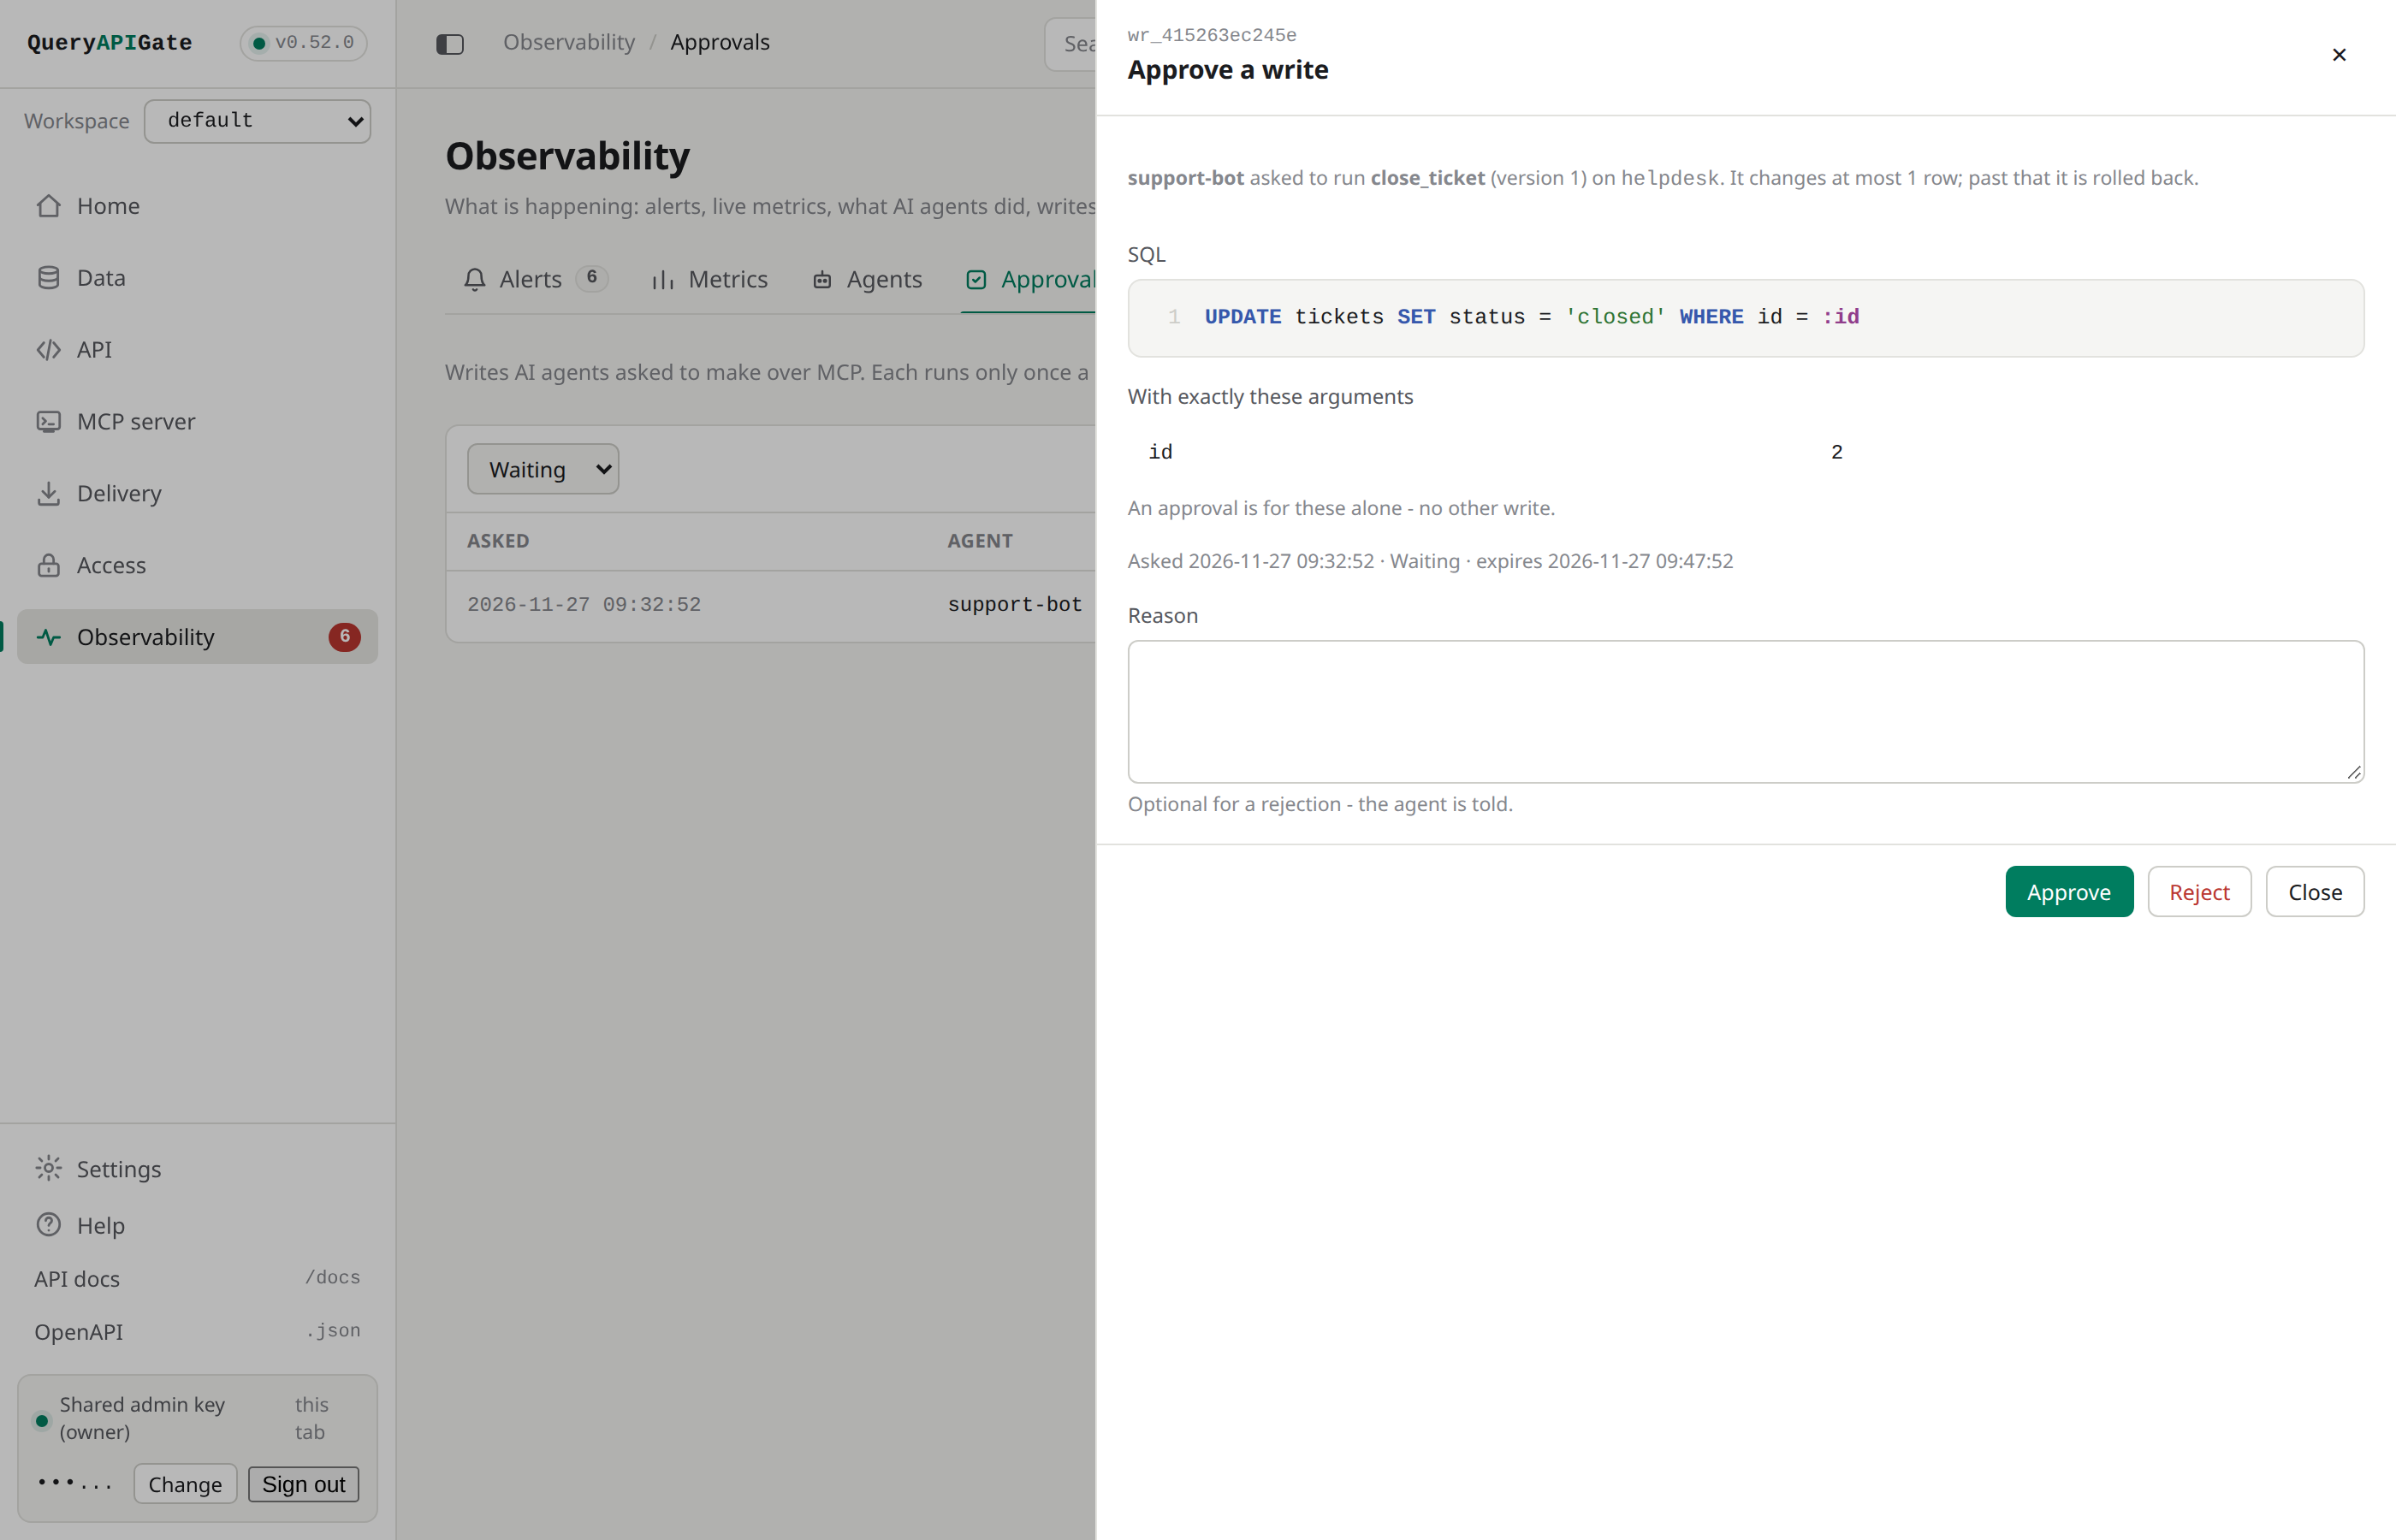 QueryAPIGate
v0.52.0
Workspace
default
Home
Data
API
MCP server
Delivery
Access
Observability
6
Settings
Help
API docs
/docs
OpenAPI
.json
Shared admin key (owner)
this tab
•••...
Change
Sign out
Observability / Approvals
Observability
What is happening: alerts, live metrics, what AI agents did, writes
Alerts 6
Metrics
Agents
Approval
Writes AI agents asked to make over MCP. Each runs only once a
Waiting
ASKED
AGENT
2026-11-27 09:32:52
support-bot
wr_415263ec245e
Approve a write
×
support-bot asked to run close_ticket (version 1) on helpdesk. It changes at most 1 row; past that it is rolled back.
SQL
1 UPDATE tickets SET status = 'closed' WHERE id = :id
With exactly these arguments
id
2
An approval is for these alone - no other write.
Asked 2026-11-27 09:32:52 · Waiting · expires 2026-11-27 09:47:52
Reason
Optional for a rejection - the agent is told.
Approve
Reject
Close